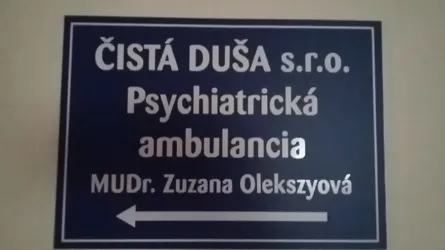 ČISTÁ DUŠA s.r.o.
Psychiatrická
ambulancia
MUDr. Zuzana Olekszyová